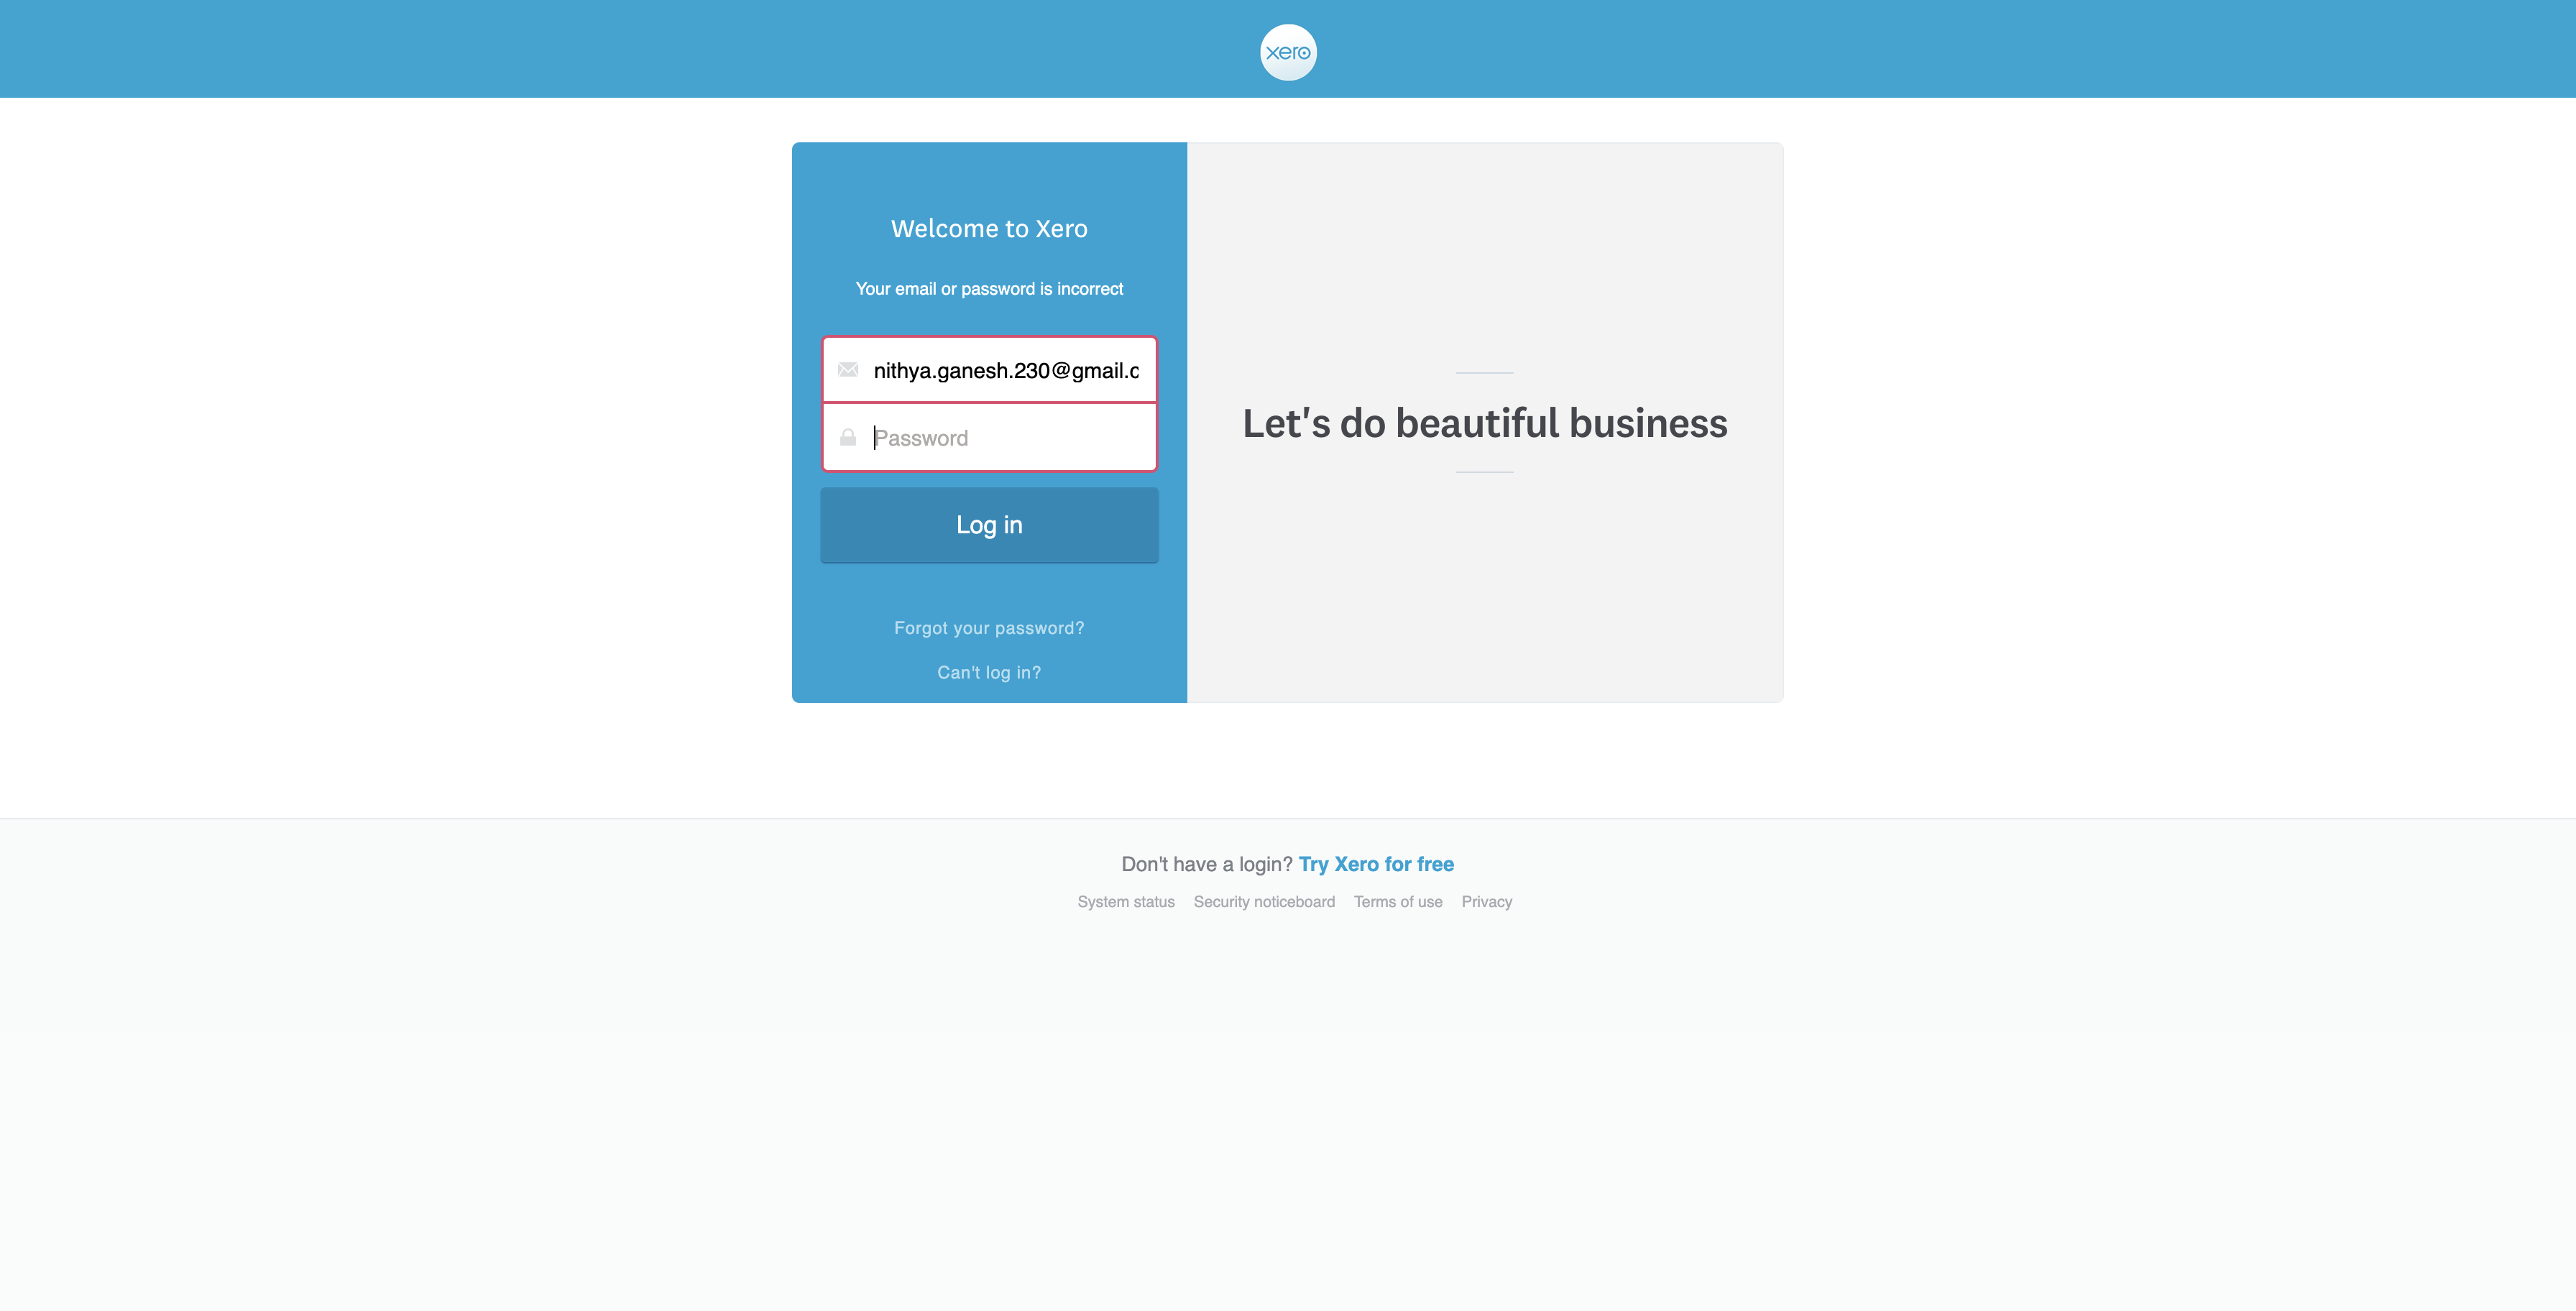 xero
Welcome to Xero
Your email or password is incorrect
nithya.ganesh.230@gmail.c
Password
Log in
Forgot your password?
Can't log in?
Let's do beautiful business
Don't have a login? Try Xero for free
System status Security noticeboard Terms of use Privacy